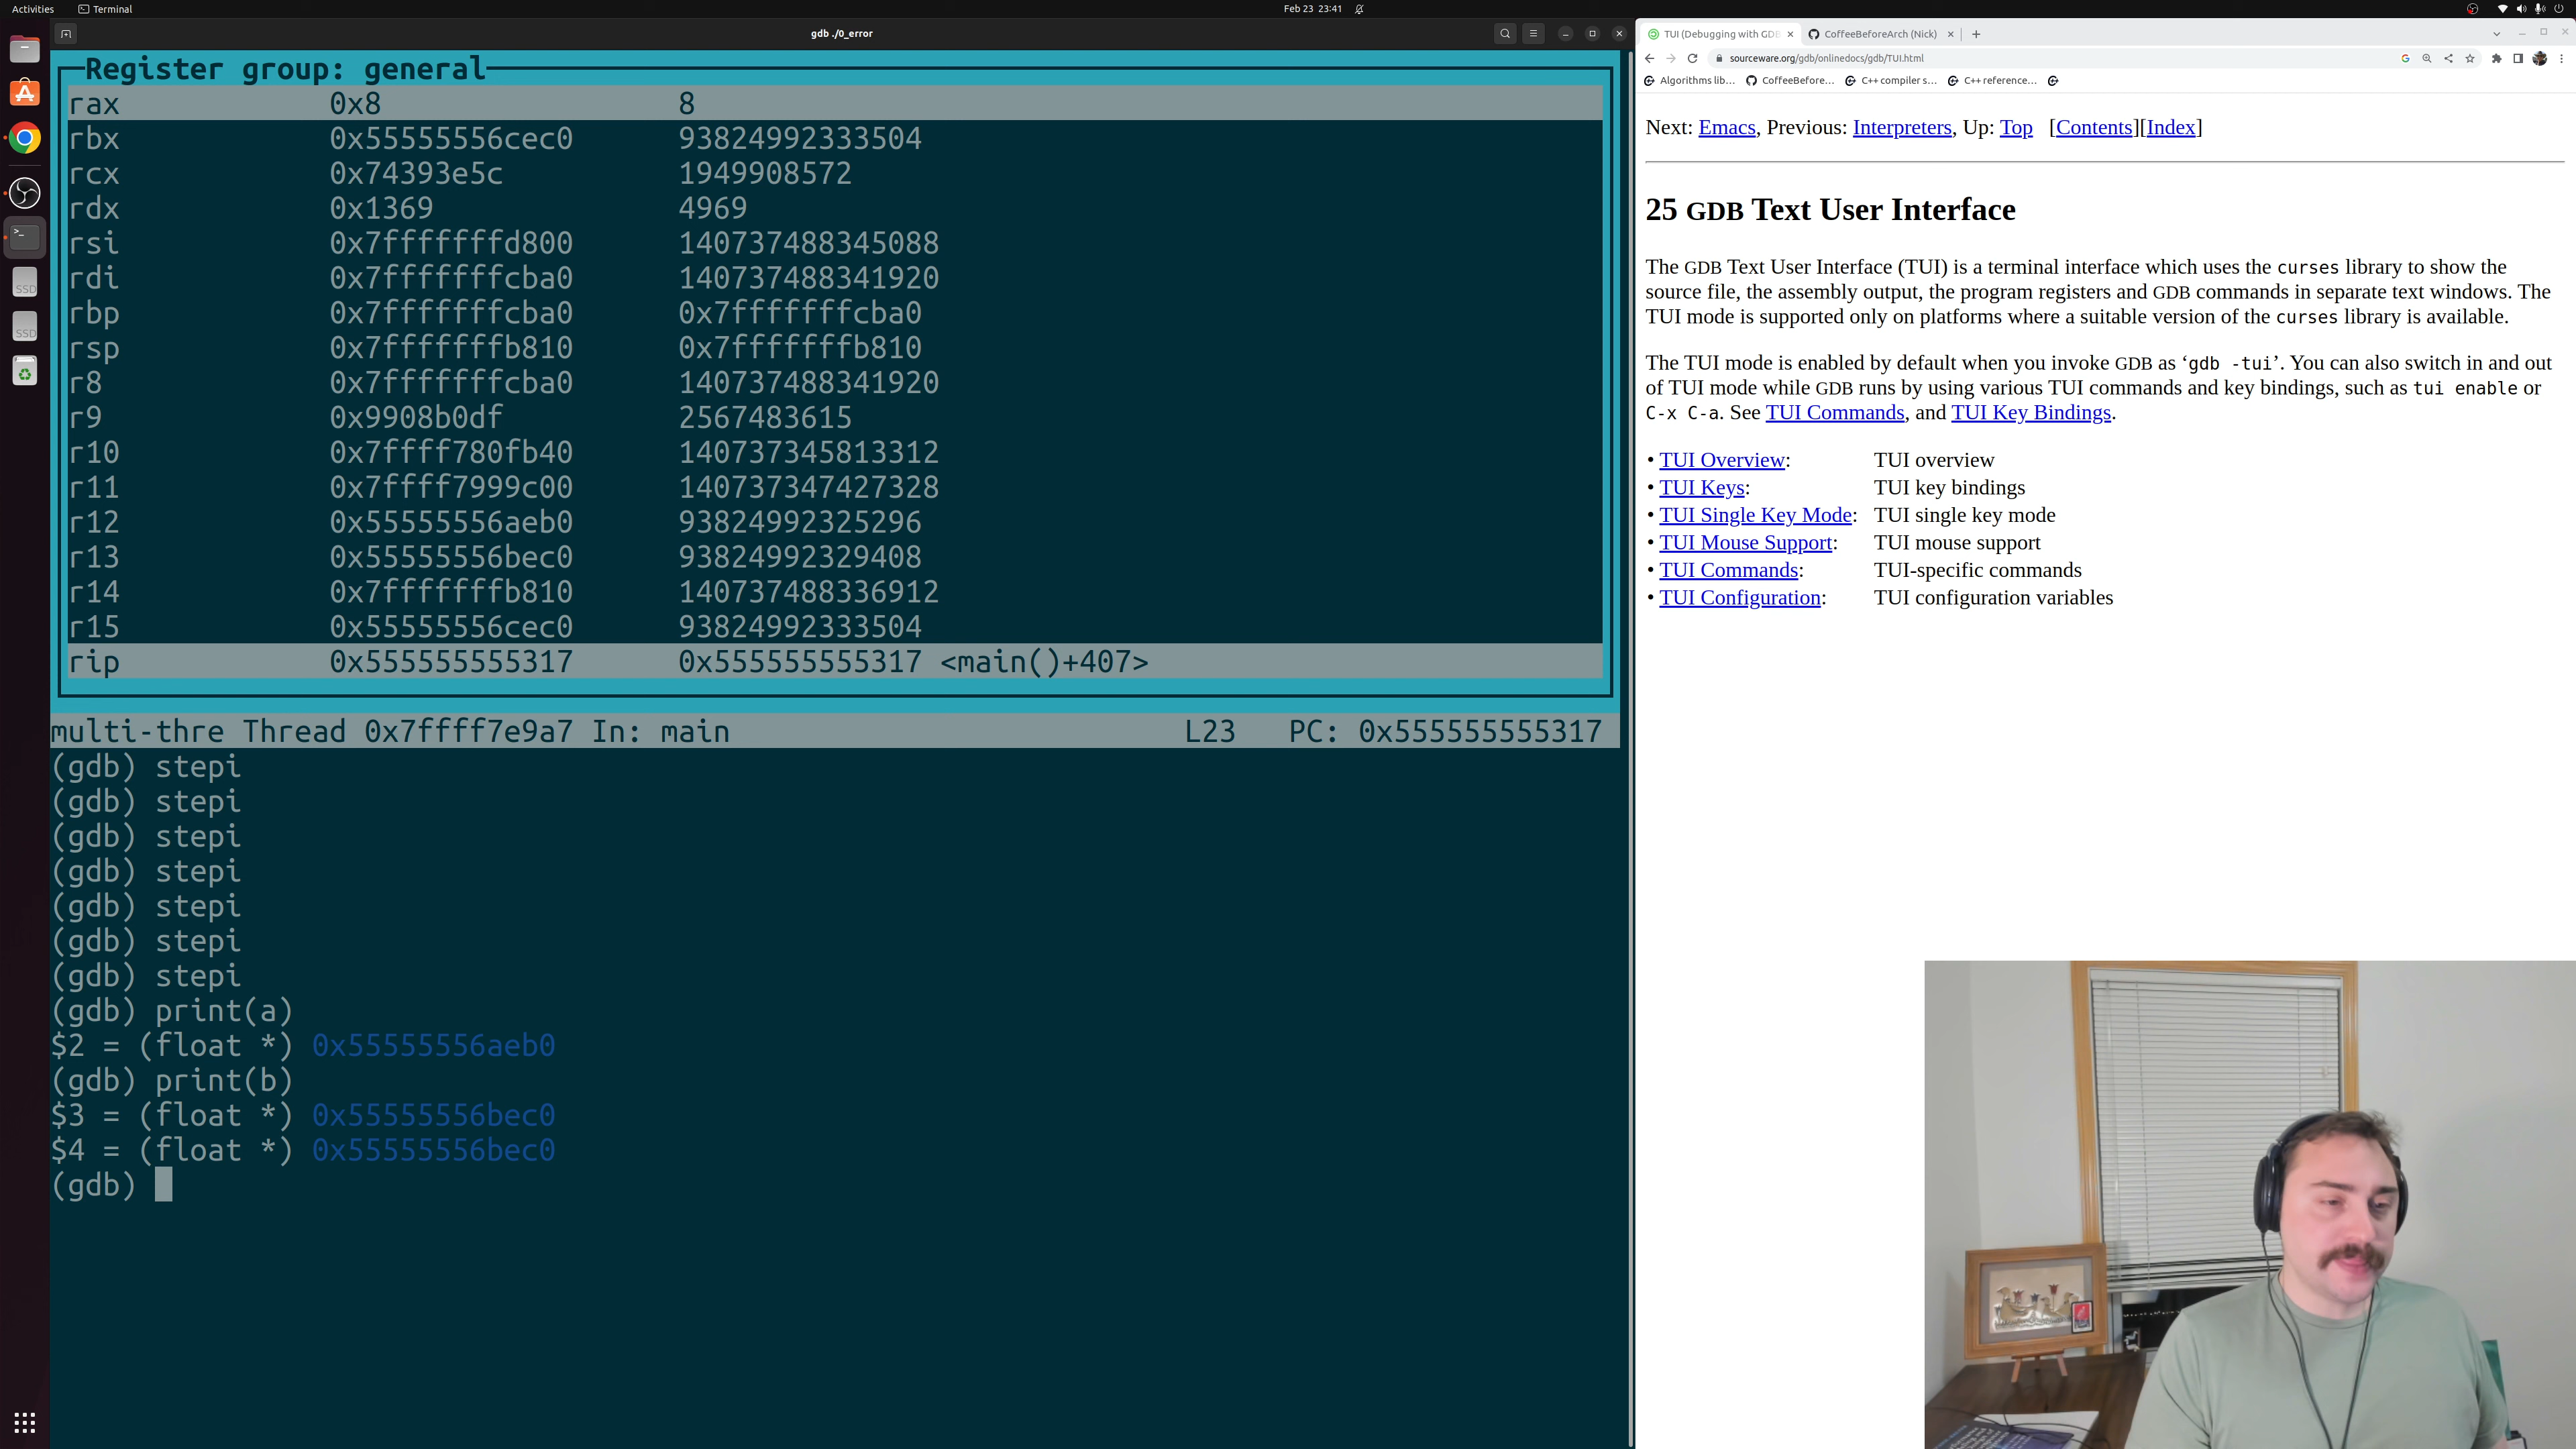 Activities
Terminal
Feb 23 23:41
gdb ./0_error
Register group: general
rax 0x8 8
rbx 0x55555556cec0 93824992333504
rcx 0x74393e5c 1949908572
rdx 0x1369 4969
rsi 0x7fffffffd800 140737488345088
rdi 0x7fffffffcba0 140737488341920
rbp 0x7fffffffcba0 0x7fffffffcba0
rsp 0x7fffffffb810 0x7fffffffb810
r8 0x7fffffffcba0 140737488341920
r9 0x9908b0df 2567483615
r10 0x7ffff780fb40 140737345813312
r11 0x7ffff7999c00 140737347427328
r12 0x55555556aeb0 93824992325296
r13 0x55555556bec0 93824992329408
r14 0x7fffffffb810 140737488336912
r15 0x55555556cec0 93824992333504
rip 0x555555555317 0x555555555317 <main()+407>
multi-thre Thread 0x7ffff7e9a7 In: main L23 PC: 0x555555555317
(gdb) stepi
(gdb) stepi
(gdb) stepi
(gdb) stepi
(gdb) stepi
(gdb) stepi
(gdb) stepi
(gdb) print(a)
$2 = (float *) 0x55555556aeb0
(gdb) print(b)
$3 = (float *) 0x55555556bec0
$4 = (float *) 0x55555556bec0
(gdb)
SSD
SSD
TUI (Debugging with GDB
CoffeeBeforeArch (Nick)
sourceware.org/gdb/onlinedocs/gdb/TUI.html
Algorithms lib...
CoffeeBefore...
C++ compiler s...
C++ reference...
Next: Emacs, Previous: Interpreters, Up: Top [Contents][Index]
25 GDB Text User Interface
The GDB Text User Interface (TUI) is a terminal interface which uses the curses library to show the
source file, the assembly output, the program registers and GDB commands in separate text windows. The
TUI mode is supported only on platforms where a suitable version of the curses library is available.
The TUI mode is enabled by default when you invoke GDB as ‘gdb -tui’. You can also switch in and out
of TUI mode while GDB runs by using various TUI commands and key bindings, such as tui enable or
C-x C-a. See TUI Commands, and TUI Key Bindings.
• TUI Overview: TUI overview
• TUI Keys: TUI key bindings
• TUI Single Key Mode: TUI single key mode
• TUI Mouse Support: TUI mouse support
• TUI Commands: TUI-specific commands
• TUI Configuration: TUI configuration variables